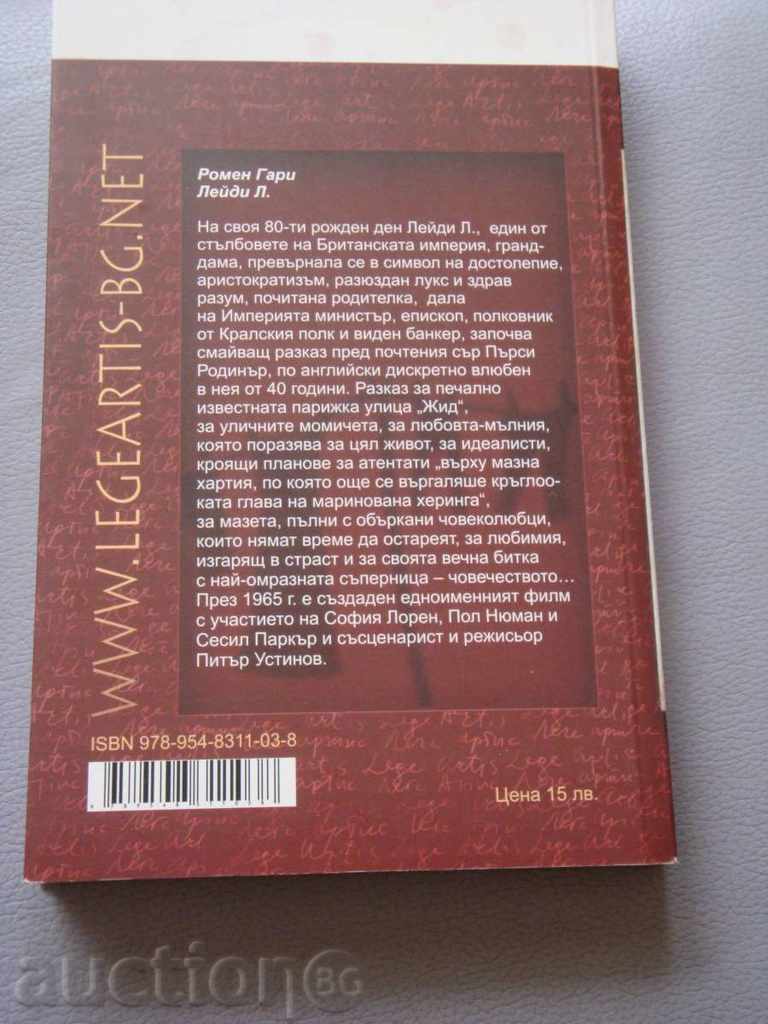 WWW.LEGEARTIS-BG.NET
Ромен Гари
Лейди Л.
На своя 80-ти рожден ден Лейди Л., един от
стълбовете на Британската империя, гранд-
дама, превърнала се в символ на достолепие,
аристократизъм, разюздан лукс и здрав
разум, почитана родителка, дала
на Империята министър, епископ, полковник
от Кралския полк и виден банкер, започва
смайващ разказ пред почтения сър Пърси
Родинър, по английски дискретно влюбен
в нея от 40 години. Разказ за печално
известната парижка улица „Жид“,
за уличните момичета, за любовта-мълния,
която поразява за цял живот, за идеалисти,
кроящи планове за атентати „върху мазна
хартия, по която още се въргаляше кръглоо-
ката глава на маринована херинга“,
за мазета, пълни с объркани човеколюбци,
които нямат време да остареят, за любимия,
изгарящ в страст и за своята вечна битка
с най-омразната съперница – човечеството...
През 1965 г. е създаден едноименният филм
с участието на София Лорен, Пол Нюман и
Сесил Паркър и съсценарист и режисьор
Питър Устинов.
ISBN 978-954-8311-03-8
Цена 15 лв.
auctionBG